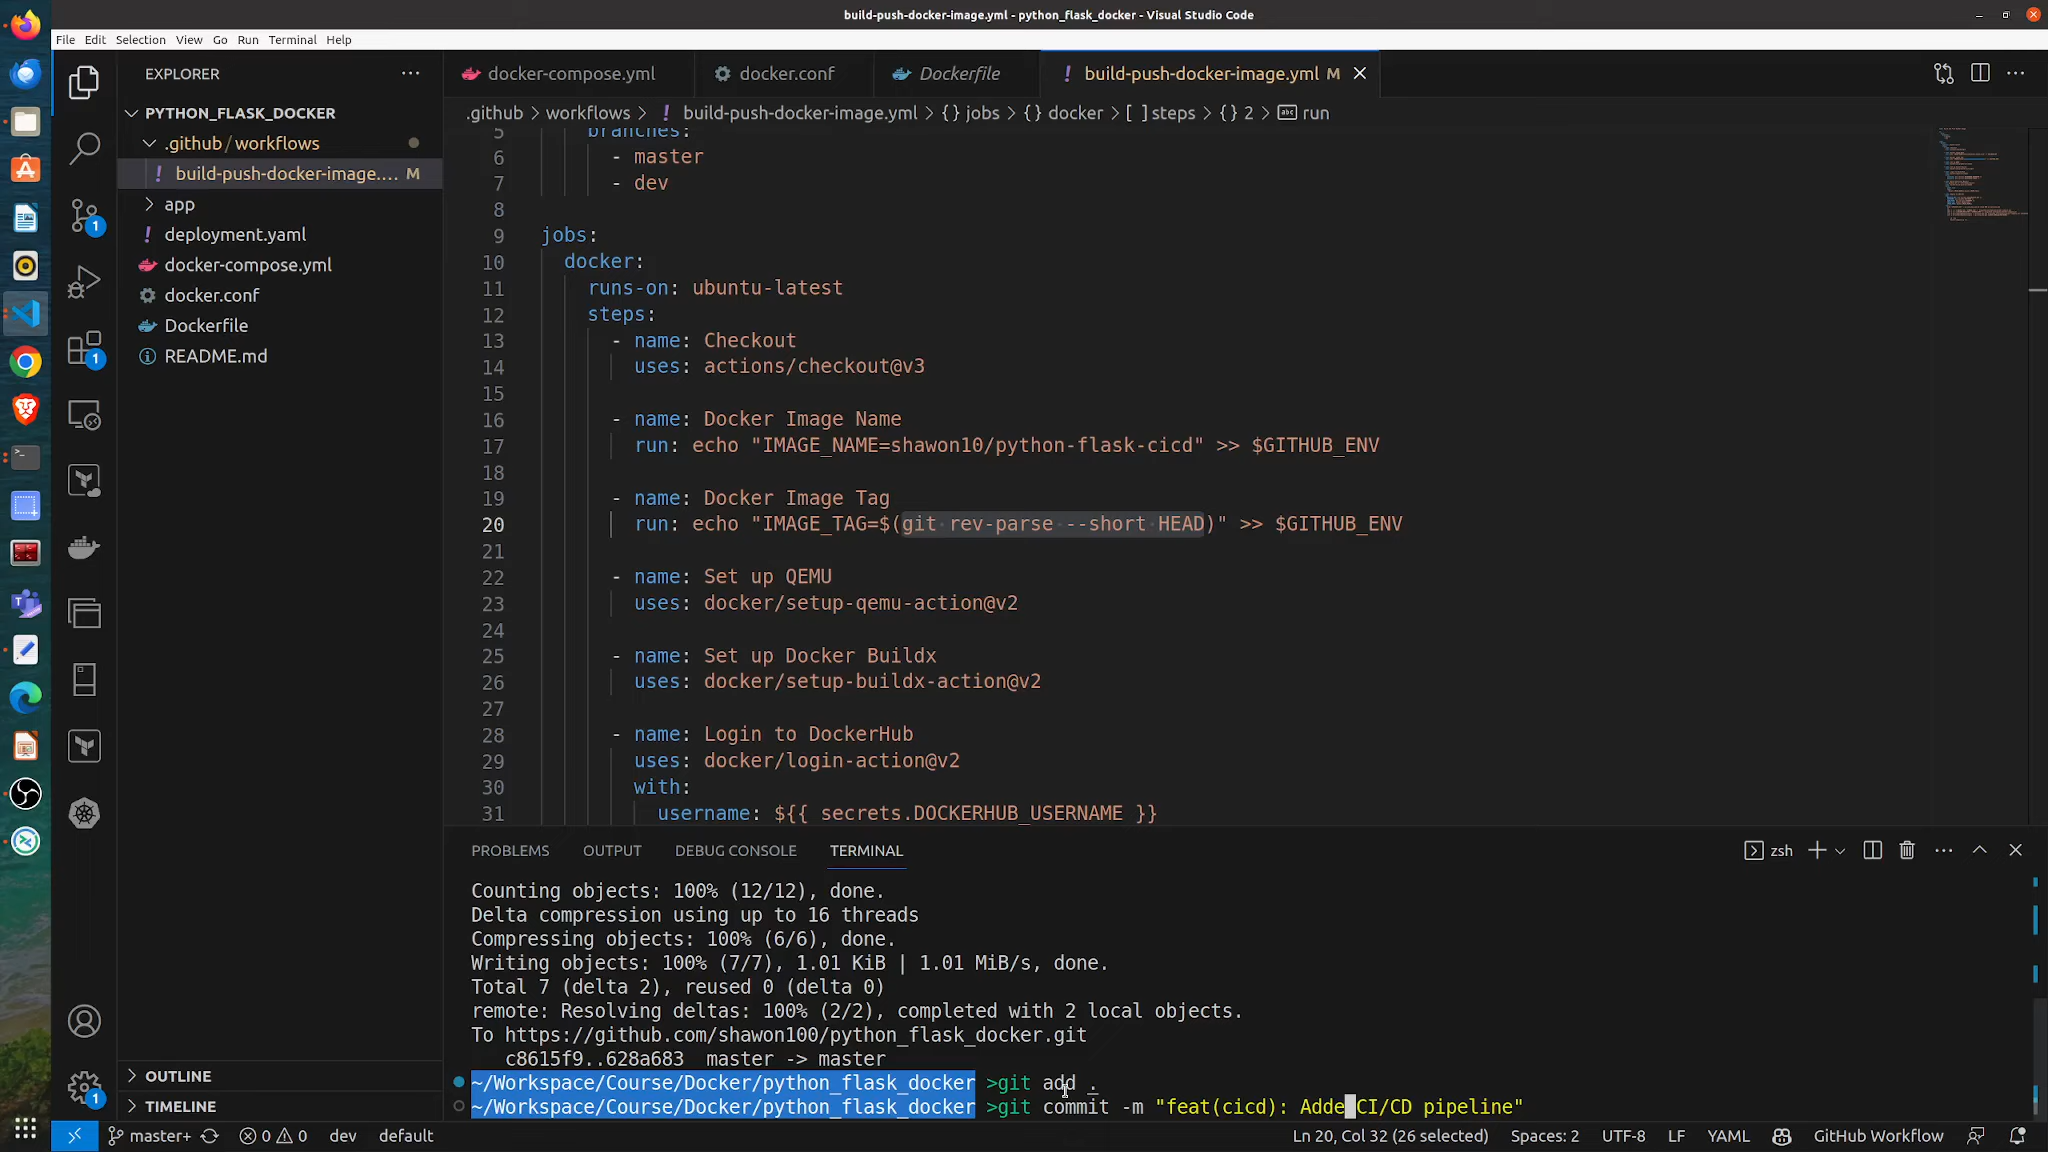 build-push-docker-image.yml - python_flask_docker - Visual Studio Code
File Edit Selection View Go Run Terminal Help
EXPLORER
docker-compose.yml
docker.conf
Dockerfile
build-push-docker-image.yml M
PYTHON_FLASK_DOCKER
.github > workflows > ! build-push-docker-image.yml > {} jobs > {} docker > [ ] steps > {} 2 > abc run
.github / workflows
! build-push-docker-image.... M
app
! deployment.yaml
docker-compose.yml
docker.conf
Dockerfile
README.md
5 branches:
6 - master
7 - dev
8
9 jobs:
10 docker:
11 runs-on: ubuntu-latest
12 steps:
13 - name: Checkout
14 uses: actions/checkout@v3
15
16 - name: Docker Image Name
17 run: echo "IMAGE_NAME=shawon10/python-flask-cicd" >> $GITHUB_ENV
18
19 - name: Docker Image Tag
20 run: echo "IMAGE_TAG=$(git rev-parse --short HEAD)" >> $GITHUB_ENV
21
22 - name: Set up QEMU
23 uses: docker/setup-qemu-action@v2
24
25 - name: Set up Docker Buildx
26 uses: docker/setup-buildx-action@v2
27
28 - name: Login to DockerHub
29 uses: docker/login-action@v2
30 with:
31 username: ${{ secrets.DOCKERHUB_USERNAME }}
1
1
1
PROBLEMS OUTPUT DEBUG CONSOLE TERMINAL
zsh
Counting objects: 100% (12/12), done.
Delta compression using up to 16 threads
Compressing objects: 100% (6/6), done.
Writing objects: 100% (7/7), 1.01 KiB | 1.01 MiB/s, done.
Total 7 (delta 2), reused 0 (delta 0)
remote: Resolving deltas: 100% (2/2), completed with 2 local objects.
To https://github.com/shawon100/python_flask_docker.git
c8615f9..628a683 master -> master
~/Workspace/Course/Docker/python_flask_docker >git add .
~/Workspace/Course/Docker/python_flask_docker >git commit -m "feat(cicd): Adde CI/CD pipeline"
OUTLINE
TIMELINE
master+ 0 0 dev default Ln 20, Col 32 (26 selected) Spaces: 2 UTF-8 LF YAML GitHub Workflow